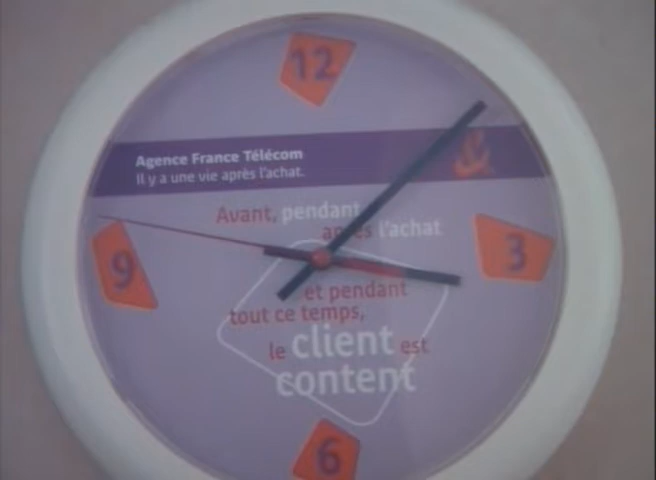 12
Agence France Télécom
Il y a une vie après l'achat.
Avant, pendant
après l'achat
9
3
et pendant
tout ce temps,
le client est
content
6